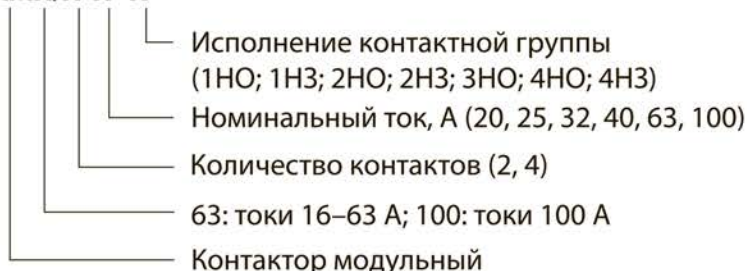 Исполнение контактной группы
(1НО; 1НЗ; 2НО; 2НЗ; 3НО; 4НО; 4НЗ)
Номинальный ток, А (20, 25, 32, 40, 63, 100)
Количество контактов (2, 4)
63: токи 16–63 А; 100: токи 100 А
Контактор модульный